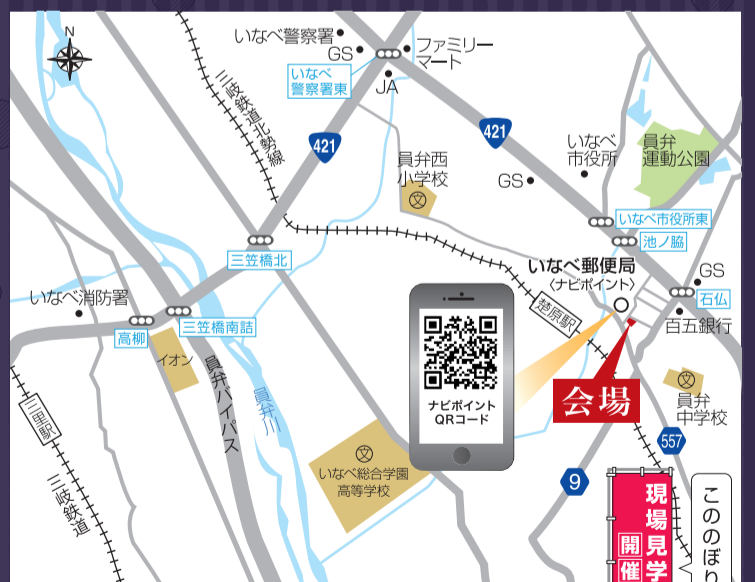 N
いなべ警察署
GS
ファミリー
マート
いなべ
警察署東
JA
三岐鉄道北勢線
421
421
員弁西
小学校
文
GS
いなべ
市役所
員弁
運動公園
いなべ市役所東
池ノ脇
三笠橋北
いなべ郵便局
〈ナビポイント〉
GS
石仏
百五銀行
楚原駅
いなべ消防署
高柳
三笠橋南詰
イオン
員弁バイパス
員弁川
ナビポイント
QRコード
会場
文
員弁
中学校
三里駅
三岐鉄道
文
いなべ総合学園
高等学校
557
9
現場見学
開催
こののぼり